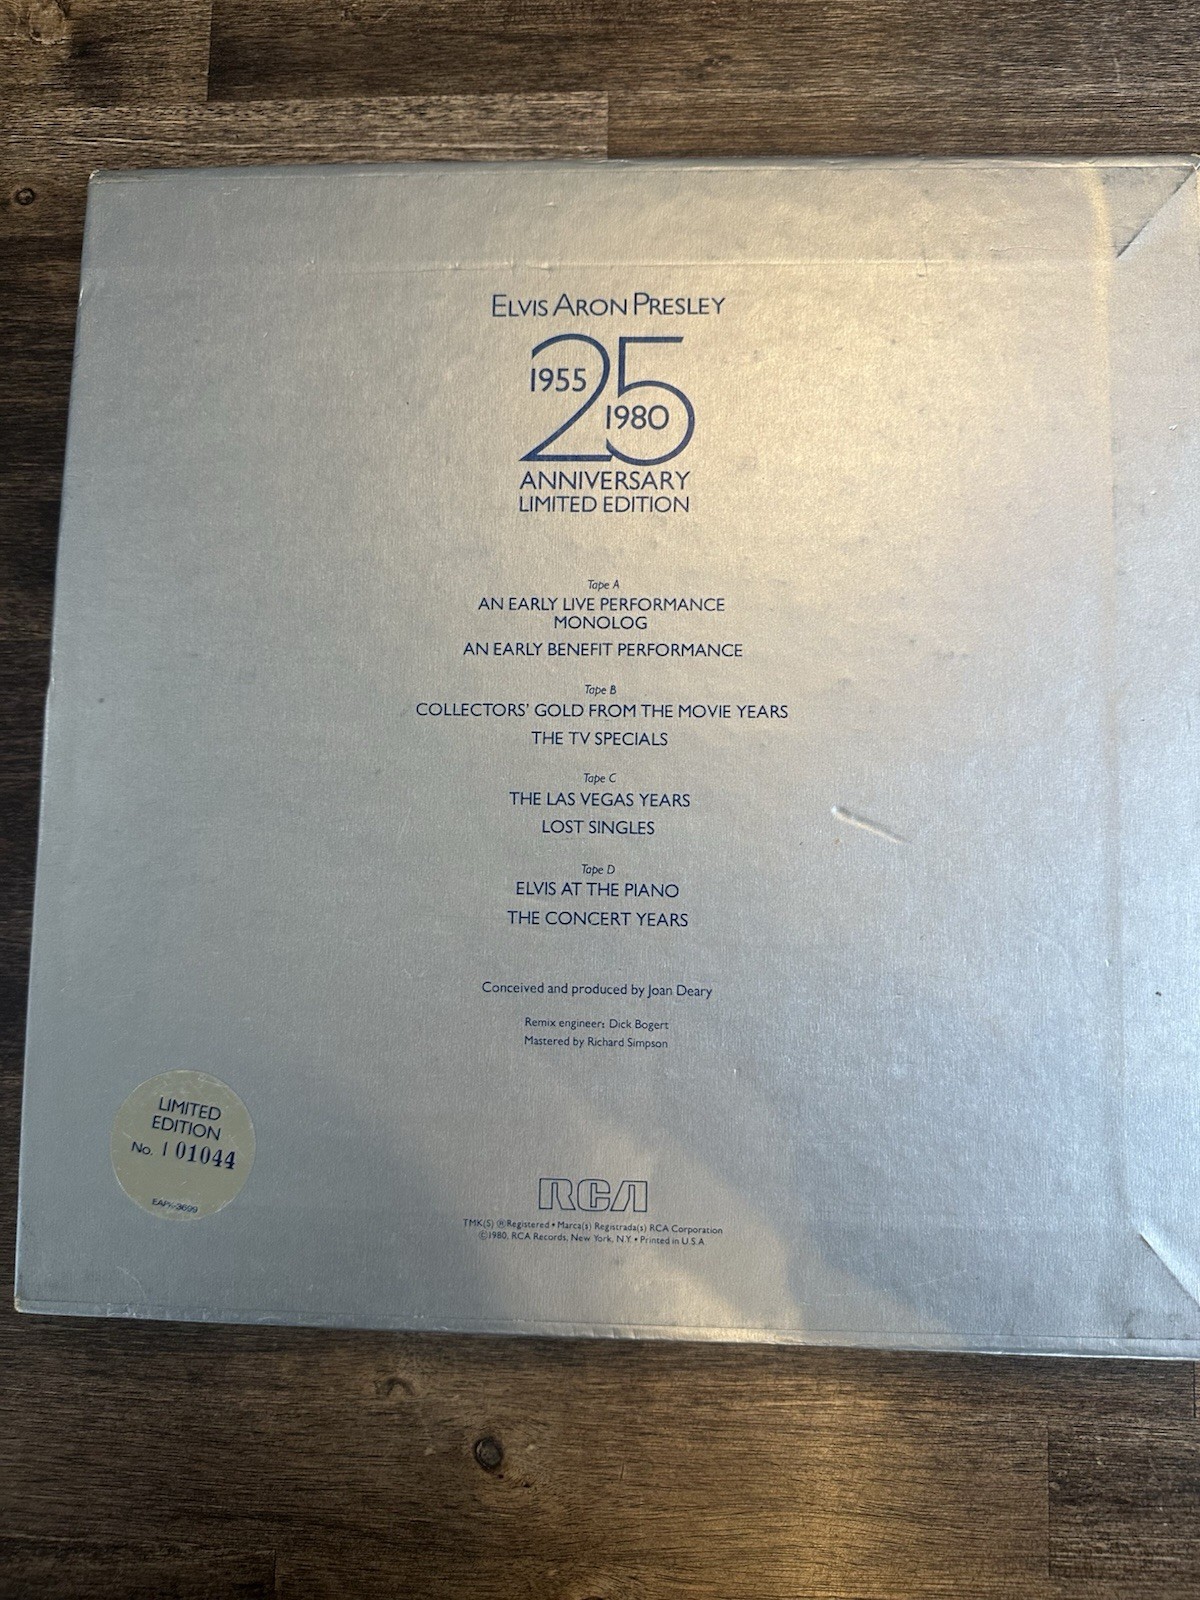 ELVIS ARON PRESLEY
25
1955
1980
ANNIVERSARY
LIMITED EDITION
Tape A
AN EARLY LIVE PERFORMANCE
MONOLOG
AN EARLY BENEFIT PERFORMANCE
Tape B
COLLECTORS' GOLD FROM THE MOVIE YEARS
THE TV SPECIALS
Tape C
THE LAS VEGAS YEARS
LOST SINGLES
Tape D
ELVIS AT THE PIANO
THE CONCERT YEARS
Conceived and produced by Joan Deary
Remix engineer: Dick Bogert
Mastered by Richard Simpson
LIMITED
EDITION
No. I 01044
RCA
TMK(S) ®Registered • Marca(s) Registrada(s) RCA Corporation
©1980, RCA Records, New York, N.Y. • Printed in U.S.A.